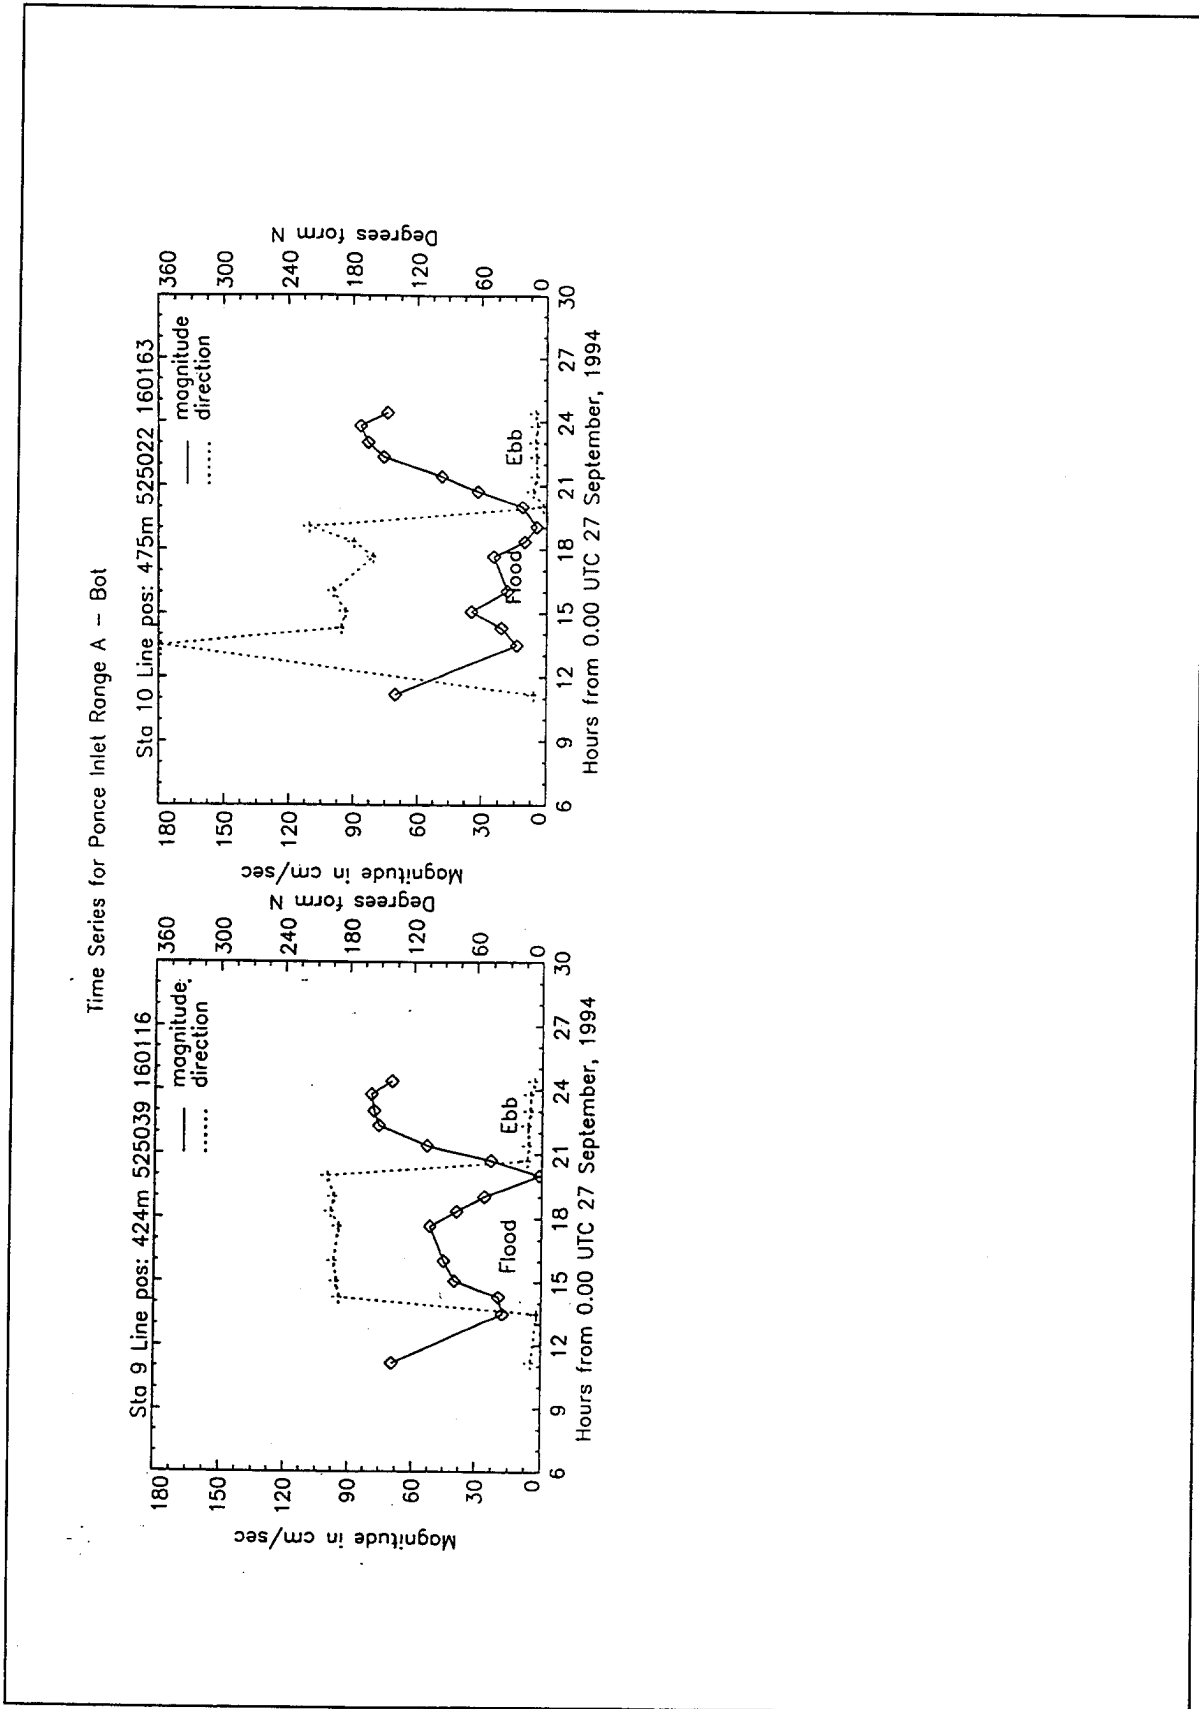 Time Series for Ponce Inlet Range A -- Bot
Sta 9 Line pos: 424m 525039 160116
magnitude
direction
Magnitude in cm/sec
180
150
120
90
60
30
0
Degrees form N
360
300
240
180
120
60
0
Flood
Ebb
6 9 12 15 18 21 24 27 30
Hours from 0.00 UTC 27 September, 1994
Sta 10 Line pos: 475m 525022 160163
magnitude
direction
Magnitude in cm/sec
180
150
120
90
60
30
0
Degrees form N
360
300
240
180
120
60
0
Flood
Ebb
6 9 12 15 18 21 24 27 30
Hours from 0.00 UTC 27 September, 1994